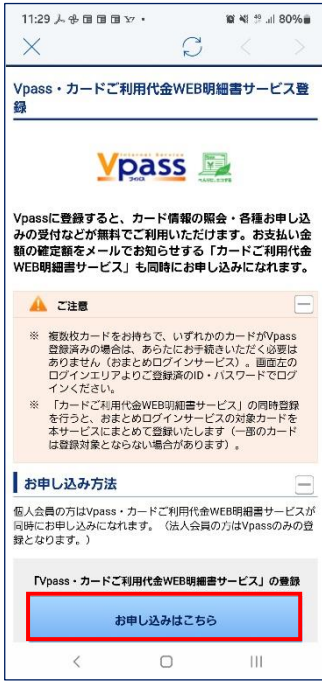 11:29
80%
Vpass・カードご利用代金WEB明細書サービス登
録
Internet Service
Vpass
Vpassに登録すると、カード情報の照会・各種お申し込
みの受付などが無料でご利用いただけます。お支払い金
額の確定額をメールでお知らせする「カードご利用代金
WEB明細書サービス」も同時にお申し込みになれます。
ご注意
※ 複数枚カードをお持ちで、いずれかのカードがVpass
登録済みの場合は、あらたにお手続きいただく必要は
ありません（おまとめログインサービス）。画面左の
ログインエリアよりご登録済のID・パスワードでログ
インください。
※ 「カードご利用代金WEB明細書サービス」の同時登録
を行うと、おまとめログインサービスの対象カードを
本サービスにまとめて登録いたします（一部のカード
は登録対象とならない場合があります）。
お申し込み方法
個人会員の方はVpass・カードご利用代金WEB明細書サービスが
同時にお申し込みになれます。（法人会員の方はVpassのみの登
録となります。）
「Vpass・カードご利用代金WEB明細書サービス」の登録
お申し込みはこちら